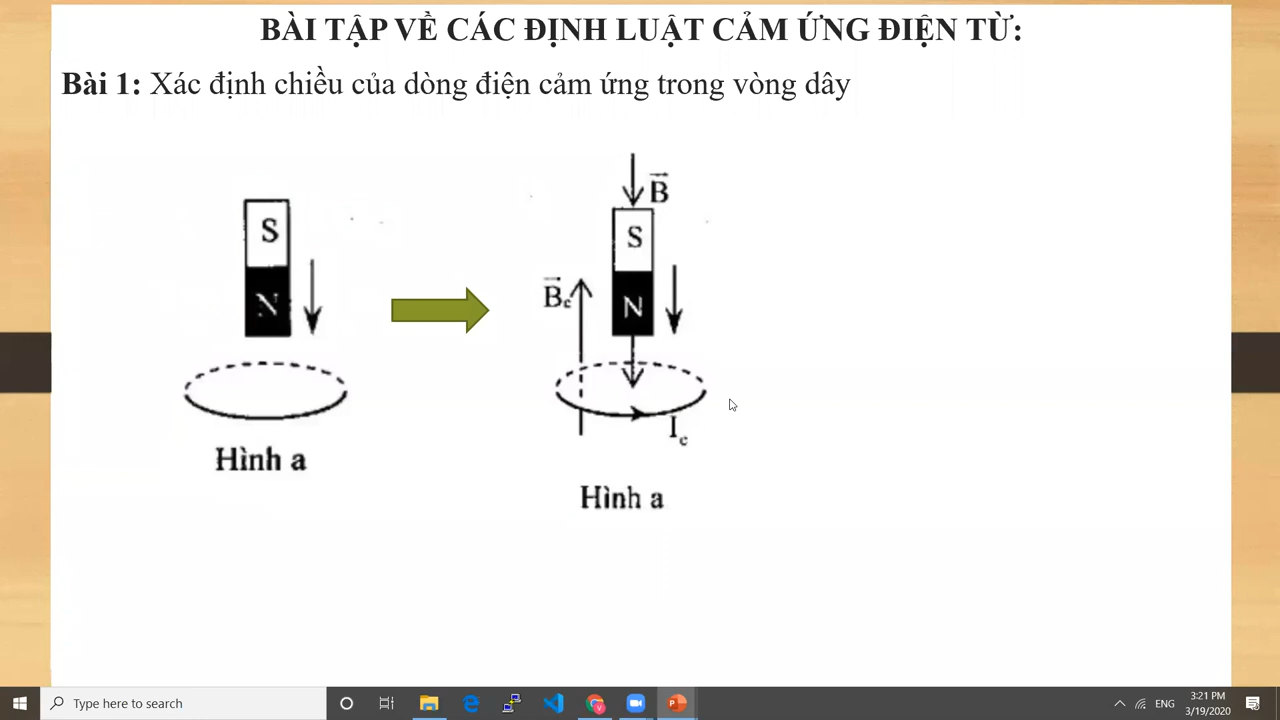 BÀI TẬP VỀ CÁC ĐỊNH LUẬT CẢM ỨNG ĐIỆN TỪ:
Bài 1: Xác định chiều của dòng điện cảm ứng trong vòng dây
S
N
Hình a
B
S
Bc
N
Ic
Hình a
Type here to search
ENG
3:21 PM
3/19/2020